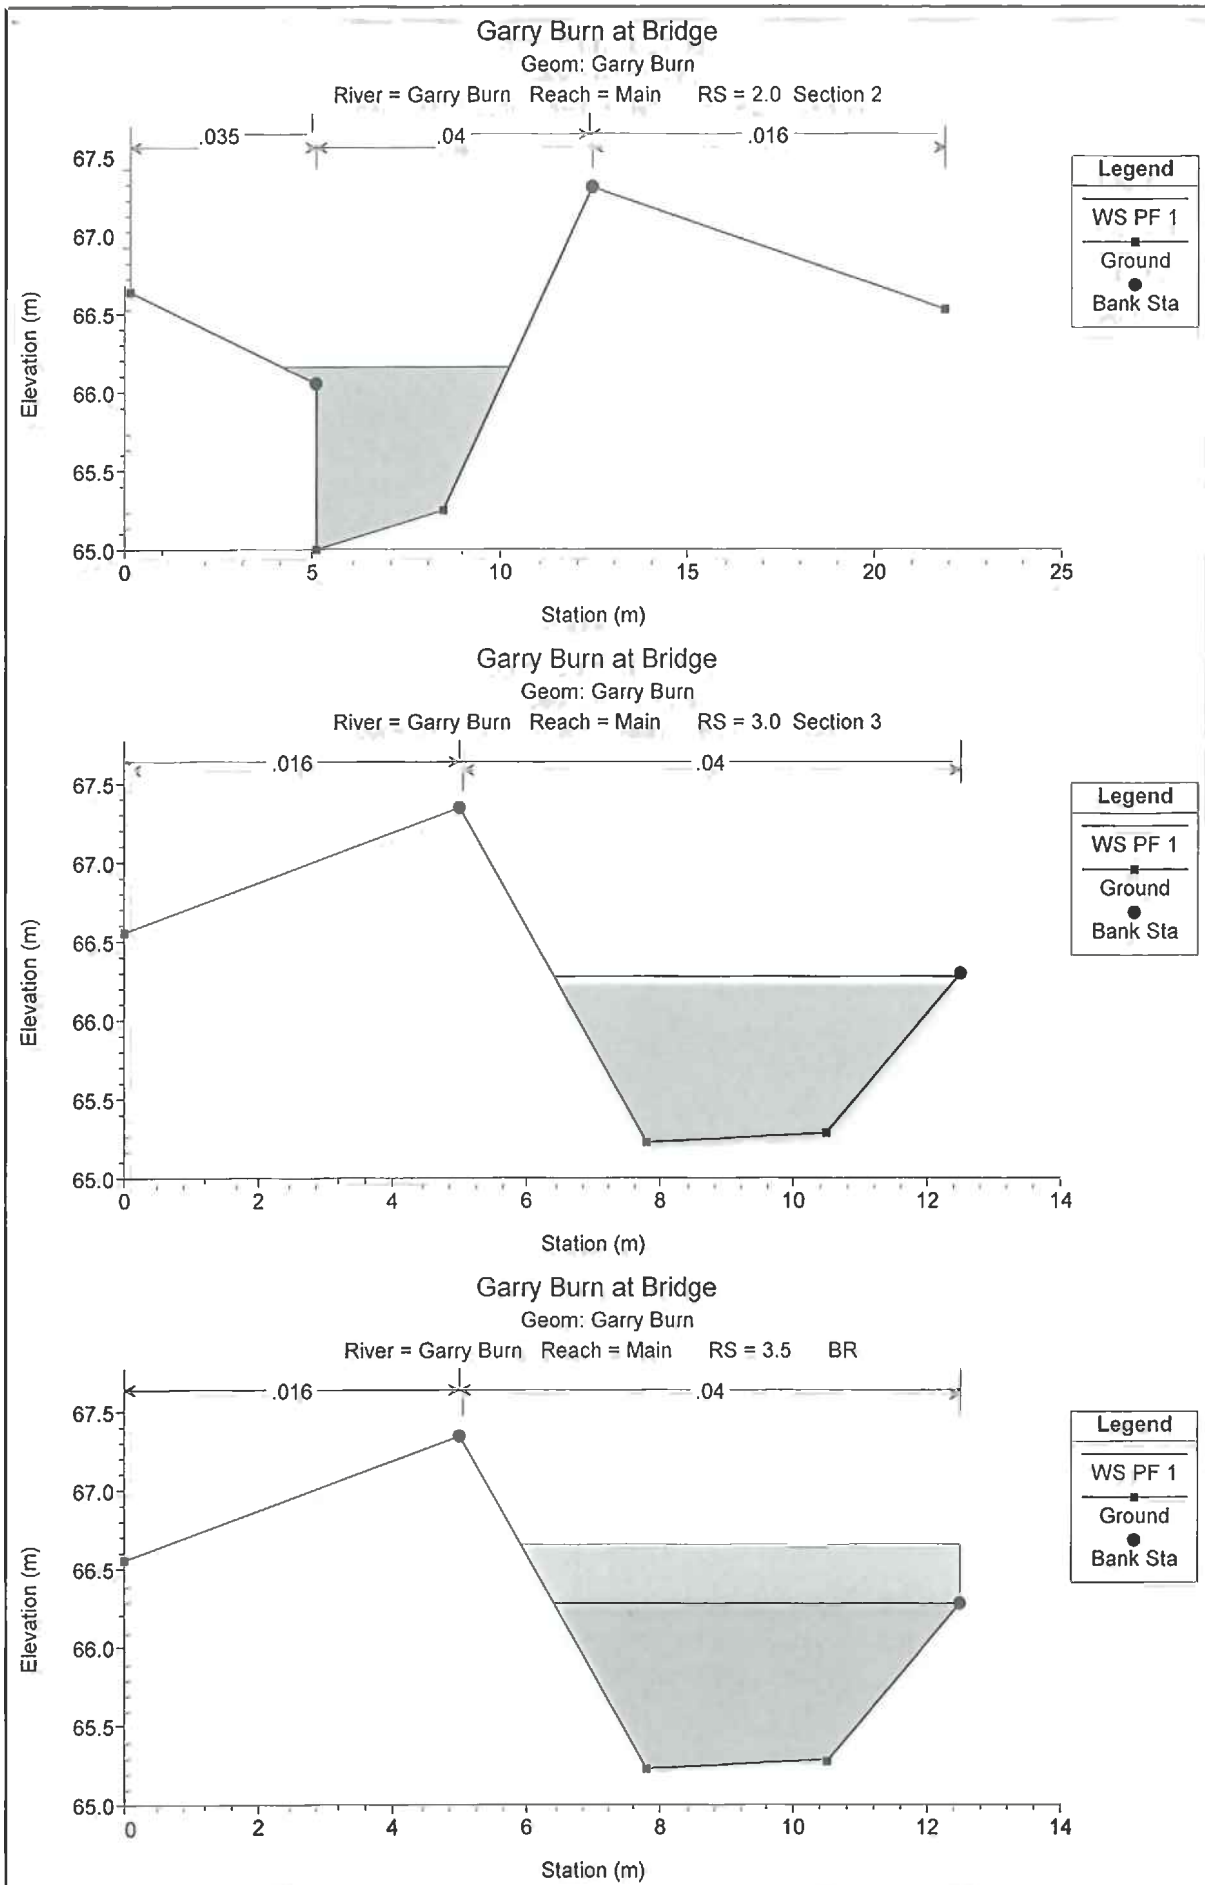 Garry Burn at Bridge
Geom: Garry Burn
River = Garry Burn Reach = Main RS = 2.0 Section 2
.035 .04 .016
67.5
67.0
66.5
66.0
65.5
65.0
Elevation (m)
0 5 10 15 20 25
Station (m)
Legend
WS PF 1
Ground
Bank Sta
Garry Burn at Bridge
Geom: Garry Burn
River = Garry Burn Reach = Main RS = 3.0 Section 3
.016 .04
67.5
67.0
66.5
66.0
65.5
65.0
Elevation (m)
0 2 4 6 8 10 12 14
Station (m)
Legend
WS PF 1
Ground
Bank Sta
Garry Burn at Bridge
Geom: Garry Burn
River = Garry Burn Reach = Main RS = 3.5 BR
.016 .04
67.5
67.0
66.5
66.0
65.5
65.0
Elevation (m)
0 2 4 6 8 10 12 14
Station (m)
Legend
WS PF 1
Ground
Bank Sta